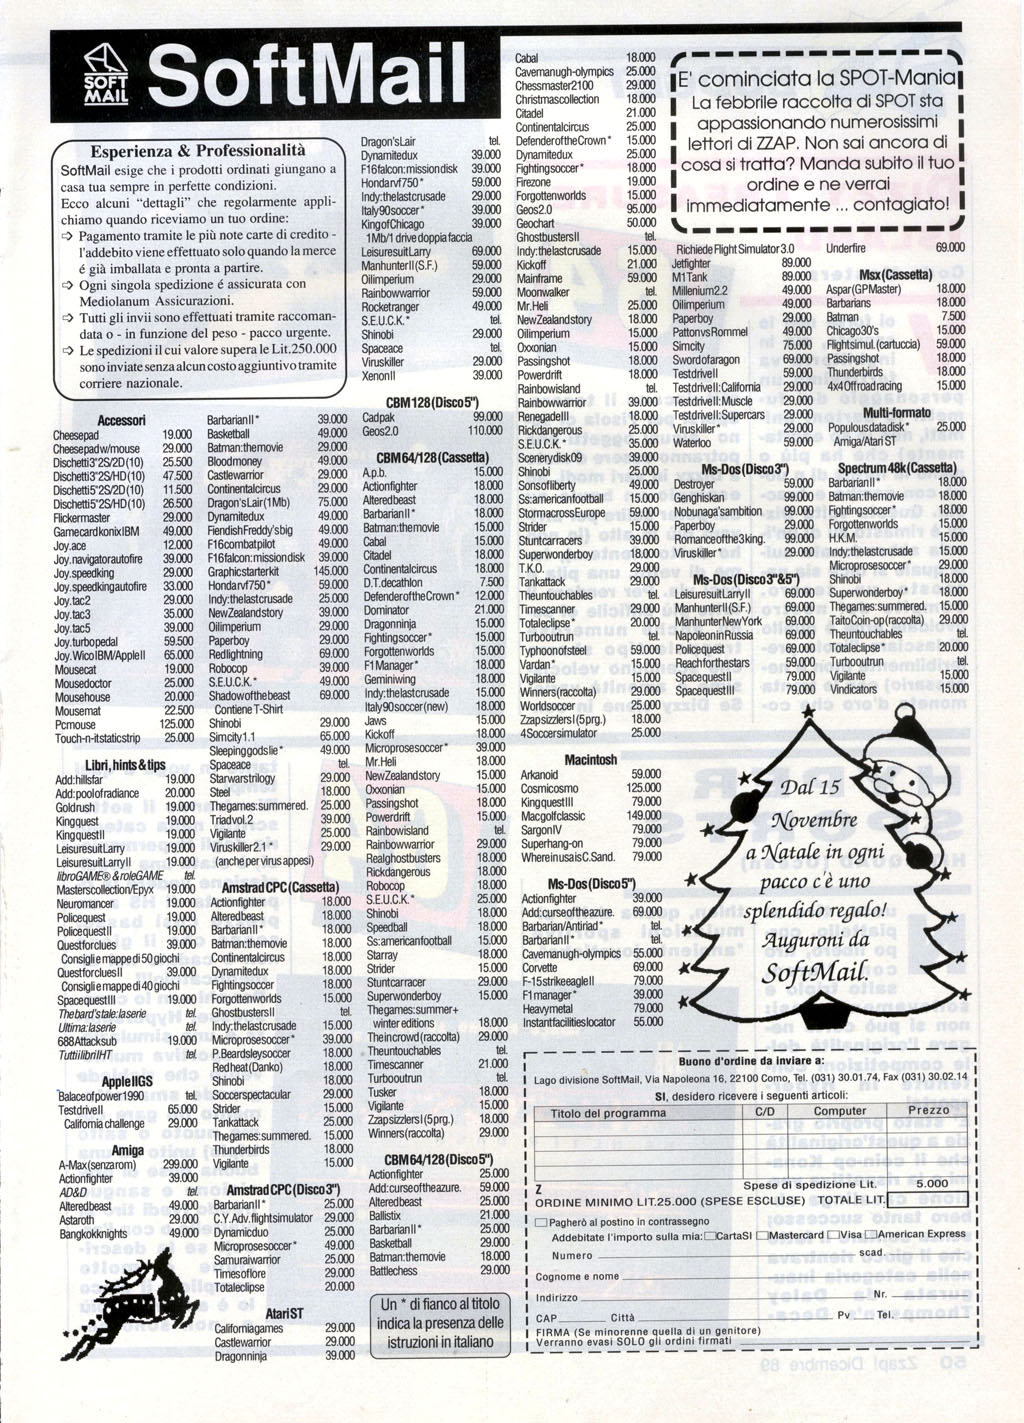 SOFT
MAIL
SoftMail
Esperienza & Professionalità
SoftMail esige che i prodotti ordinati giungano a
casa tua sempre in perfette condizioni.
Ecco alcuni "dettagli" che regolarmente appli-
chiamo quando riceviamo un tuo ordine:
➪ Pagamento tramite le più note carte di credito -
l'addebito viene effettuato solo quando la merce
é già imballata e pronta a partire.
➪ Ogni singola spedizione é assicurata con
Mediolanum Assicurazioni.
➪ Tutti gli invii sono effettuati tramite raccoman-
data o - in funzione del peso - pacco urgente.
➪ Le spedizioni il cui valore supera le Lit.250.000
sono inviate senza alcun costo aggiuntivo tramite
corriere nazionale.
Accessori
Cheesepad 19.000
Cheesepad w/mouse 29.000
Dischetti3"2S/2D(10) 25.500
Dischetti3"2S/HD(10) 47.500
Dischetti5"2S/2D(10) 11.500
Dischetti5"2S/HD(10) 26.500
Flickermaster 29.000
GamecardkonixIBM 49.000
Joy.ace 12.000
Joy.navigatorautofire 39.000
Joy.speedking 29.000
Joy.speedkingautofire 33.000
Joy.tac2 29.000
Joy.tac3 35.000
Joy.tac5 39.000
Joy.turbopedal 59.500
Joy.WicoIBM/AppleII 65.000
Mousecat 19.000
Mousedoctor 25.000
Mousehouse 20.000
Mousemat 22.500
Pcmouse 125.000
Touch-n-itstaticstrip 25.000
Libri, hints & tips
Add:hillsfar 19.000
Add:poolofradiance 20.000
Goldrush 19.000
Kingquest 19.000
KingquestII 19.000
LeisuresuitLarry 19.000
LeisuresuitLarryII 19.000
libroGAME® & roleGAME tel.
Masterscollection/Epyx 19.000
Neuromancer 19.000
Policequest 19.000
PolicequestII 19.000
Questforclues 39.000
Consigli e mappe di 50 giochi
QuestforcluesII 39.000
Consigli e mappe di 40 giochi
SpacequestIII 19.000
Thebard'stale:laserie tel.
Ultima:laserie tel.
688Attacksub 19.000
TuttiilibriIHT tel.
AppleIIGS
Balaceofpower1990 tel.
TestdriveII 65.000
California challenge 29.000
Amiga
A-Max(senzarom) 299.000
Actionfighter 39.000
AD&D tel.
Alteredbeast 49.000
Astaroth 29.000
Bangkokknights 49.000
BarbarianII* 39.000
Basketball 49.000
Batman:themovie 29.000
Bloodmoney 49.000
Castlewarrior 29.000
Continentalcircus 29.000
Dragon'sLair(1Mb) 75.000
Dynamitedux 49.000
FiendishFreddy'sbig 49.000
F16combatpilot 49.000
F16falcon:missiondisk 39.000
Graphicstarterkit 145.000
Hondarvf750* 59.000
Indy:thelastcrusade 25.000
NewZealandstory 39.000
Oilimperium 29.000
Paperboy 29.000
Redlightning 69.000
Robocop 39.000
S.E.U.C.K.* 49.000
Shadowofthebeast 69.000
Contiene T-Shirt
Shinobi 29.000
Simcity1.1 65.000
Sleepinggodslie* 49.000
Spaceace tel.
Starwarstrilogy 29.000
Steel 18.000
Thegames:summered. 25.000
Triadvol.2 39.000
Vigilante 25.000
Viruskiller2.1* 29.000
(anche per virus appesi)
AmstradCPC(Cassetta)
Actionfighter 18.000
Alteredbeast 18.000
BarbarianII* 18.000
Batman:themovie 18.000
Continentalcircus 18.000
Dynamitedux 18.000
Fightingsoccer* 18.000
Forgottenworlds 15.000
GhostbustersII tel.
Indy:thelastcrusade 15.000
Microprosesoccer* 39.000
P.Beardsleysoccer 18.000
Redheat(Danko) 18.000
Shinobi 18.000
Soccerspectacular 29.000
Strider 15.000
Tankattack 25.000
Thegames:summered. 15.000
Thunderbirds 18.000
Vigilante 15.000
AmstradCPC(Disco3")
BarbarianII* 25.000
C.Y.Adv.flightsimulator 29.000
Dynamicduo 25.000
Microprosesoccer* 49.000
Samuraiwarrior 25.000
Timesoflore 29.000
Totaleclipse 20.000
AtariST
Californiagames 29.000
Castlewarrior 29.000
Dragonninja 39.000
Dragon'sLair tel.
Dynamitedux 39.000
F16falcon:missiondisk 39.000
Hondarvf750* 59.000
Indy:thelastcrusade 29.000
Italy90soccer* 39.000
KingofChicago 39.000
1Mb/1 drive doppia faccia
LeisuresuitLarry 69.000
ManhunterII(S.F.) 59.000
Oilimperium 29.000
Rainbowwarrior 59.000
Rocketranger 49.000
S.E.U.C.K.* tel.
Shinobi 29.000
Spaceace tel.
Viruskiller 29.000
XenonII 39.000
CBM128(Disco5")
Cadpak 99.000
Geos2.0 110.000
CBM64/128(Cassetta)
A.p.b. 15.000
Actionfighter 18.000
Alteredbeast 18.000
BarbarianII* 18.000
Batman:themovie 15.000
Cabal 15.000
Citadel 18.000
Continentalcircus 18.000
D.T.decathlon 7.500
DefenderoftheCrown* 12.000
Dominator 21.000
Dragonninja 15.000
Fightingsoccer* 15.000
Forgottenworlds 15.000
F1Manager* 18.000
Geminiwing 18.000
Indy:thelastcrusade 15.000
Italy90soccer(new) 18.000
Jaws 15.000
Kickoff 18.000
Microprosesoccer* 39.000
Mr.Heli 18.000
NewZealandstory 15.000
Oxxonian 15.000
Passingshot 18.000
Powerdrift 15.000
Rainbowisland tel.
Rainbowwarrior 29.000
Realghostbusters 18.000
Rickdangerous 18.000
Robocop 18.000
S.E.U.C.K.* 25.000
Shinobi 18.000
Speedball 18.000
Ss:americanfootball 15.000
Starray 18.000
Strider 15.000
Stuntcarracer 29.000
Superwonderboy 15.000
Thegames:summer+
winter editions 18.000
Theincrowd(raccolta) 29.000
Theuntouchables tel.
Timescanner 21.000
Turbooutrun tel.
Tusker 18.000
Vigilante 15.000
ZzapsizzlersI(5prg.) 18.000
Winners(raccolta) 29.000
CBM64/128(Disco5")
Actionfighter 25.000
Add:curseoftheazure. 59.000
Alteredbeast 25.000
Ballistix 21.000
BarbarianII* 25.000
Basketball 29.000
Batman:themovie 18.000
Battlechess 29.000
Un * di fianco al titolo
indica la presenza delle
istruzioni in italiano
Cabal 18.000
Cavemanugh-olympics 25.000
Chessmaster2100 29.000
Christmascollection 18.000
Citadel 21.000
Continentalcircus 25.000
DefenderoftheCrown* 15.000
Dynamitedux 25.000
Fightingsoccer* 18.000
Firezone 19.000
Forgottenworlds 15.000
Geos2.0 95.000
Geochart 50.000
GhostbustersII tel.
Indy:thelastcrusade 15.000
Kickoff 21.000
Mainframe 59.000
Moonwalker tel.
Mr.Heli 25.000
NewZealandstory 18.000
Oilimperium 15.000
Oxxonian 15.000
Passingshot 18.000
Powerdrift 18.000
Rainbowisland tel.
Rainbowwarrior 39.000
RenegadeIII 18.000
Rickdangerous 25.000
S.E.U.C.K.* 35.000
Scenerydisk09 39.000
Shinobi 25.000
Sonsofliberty 49.000
Ss:americanfootball 15.000
StormacrossEurope 59.000
Strider 15.000
Stuntcarracers 39.000
Superwonderboy 18.000
T.K.O. 29.000
Tankattack 29.000
Theuntouchables tel.
Timescanner 29.000
Totaleclipse* 20.000
Turbooutrun tel.
Typhoonofsteel 59.000
Vardan* 15.000
Vigilante 15.000
Winners(raccolta) 29.000
Worldsoccer 25.000
ZzapsizzlersI(5prg.) 18.000
4Soccersimulator 25.000
Macintosh
Arkanoid 59.000
Cosmicosmo 125.000
KingquestIII 79.000
Macgolfclassic 149.000
SargonIV 79.000
Superhang-on 79.000
WhereinusaisC.Sand. 79.000
Ms-Dos(Disco5")
Actionfighter 39.000
Add:curseoftheazure. 69.000
Barbarian/Antiriad* tel.
BarbarianII* tel.
Cavemanugh-olympics 55.000
Corvette 69.000
F-15strikeeagleII 79.000
F1manager* 39.000
Heavymetal 79.000
Instantfacilitieslocator 55.000
E' cominciata la SPOT-Mania
La febbrile raccolta di SPOT sta
appassionando numerosissimi
lettori di ZZAP. Non sai ancora di
cosa si tratta? Manda subito il tuo
ordine e ne verrai
immediatamente ... contagiato!
Richiede Flight Simulator 3.0
Jetfighter 89.000
M1Tank 89.000
Millenium2.2 49.000
Oilimperium 49.000
Paperboy 29.000
PattonvsRommel 49.000
Simcity 75.000
Swordofaragon 69.000
TestdriveII 59.000
TestdriveII:California 29.000
TestdriveII:Muscle 29.000
TestdriveII:Supercars 29.000
Viruskiller* 29.000
Waterloo 59.000
Ms-Dos(Disco3")
Destroyer 59.000
Genghiskan 99.000
Nobunaga'sambition 99.000
Paperboy 29.000
Romanceofthe3king. 99.000
Viruskiller* 29.000
Ms-Dos(Disco3"&5")
LeisuresuitLarryII 69.000
ManhunterII(S.F.) 69.000
ManhunterNewYork 69.000
NapoleoninRussia 69.000
Policequest 69.000
Reachforthestars 59.000
SpacequestII 79.000
SpacequestIII 79.000
Underfire 69.000
Msx(Cassetta)
Aspar(GPMaster) 18.000
Barbarians 18.000
Batman 7.500
Chicago30's 15.000
Flightsimul.(cartuccia) 59.000
Passingshot 18.000
Thunderbirds 18.000
4x4Offroadracing 15.000
Multi-formato
Populousdatadisk* 25.000
Amiga/AtariST
Spectrum48k(Cassetta)
BarbarianII* 18.000
Batman:themovie 18.000
Fightingsoccer* 18.000
Forgottenworlds 15.000
H.K.M. 15.000
Indy:thelastcrusade 15.000
Microprosesoccer* 29.000
Shinobi 18.000
Superwonderboy* 18.000
Thegames:summered. 15.000
TaitoCoin-op(raccolta) 29.000
Theuntouchables tel.
Totaleclipse* 20.000
Turbooutrun tel.
Vigilante 15.000
Vindicators 15.000
Dal 15
Novembre
a Natale in ogni
pacco c'è uno
splendido regalo!
Auguroni da
SoftMail.
Buono d'ordine da inviare a:
Lago divisione SoftMail, Via Napoleona 16, 22100 Como, Tel. (031) 30.01.74, Fax (031) 30.02.14
SI, desidero ricevere i seguenti articoli:
Titolo del programma C/D Computer Prezzo
Z Spese di spedizione Lit. 5.000
ORDINE MINIMO LIT.25.000 (SPESE ESCLUSE) TOTALE LIT.
Pagherò al postino in contrassegno
Addebitate l'importo sulla mia: CartaSI Mastercard Visa American Express
Numero scad.
Cognome e nome
Indirizzo Nr.
CAP Città Pv Tel.
FIRMA (Se minorenne quella di un genitore)
Verranno evasi SOLO gli ordini firmati